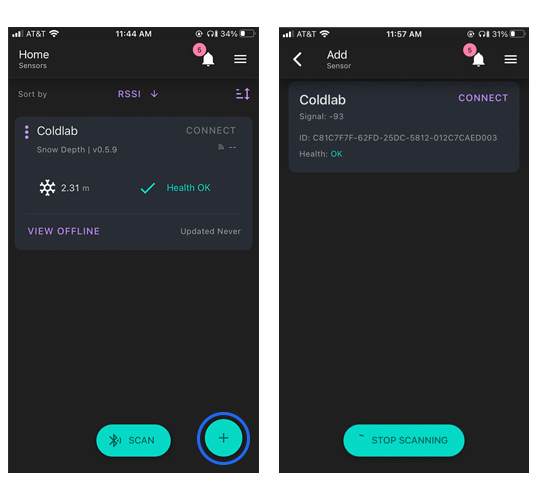 AT&T 11:44 AM 34%
Home
5
Sensors
Sort by RSSI
Coldlab CONNECT
Snow Depth | v0.5.9 --
2.31 m Health OK
VIEW OFFLINE Updated Never
SCAN +
AT&T 11:57 AM 31%
Add
5
Sensor
Coldlab CONNECT
Signal: -93
ID: C81C7F7F-62FD-25DC-5812-012C7CAED003
Health: OK
STOP SCANNING